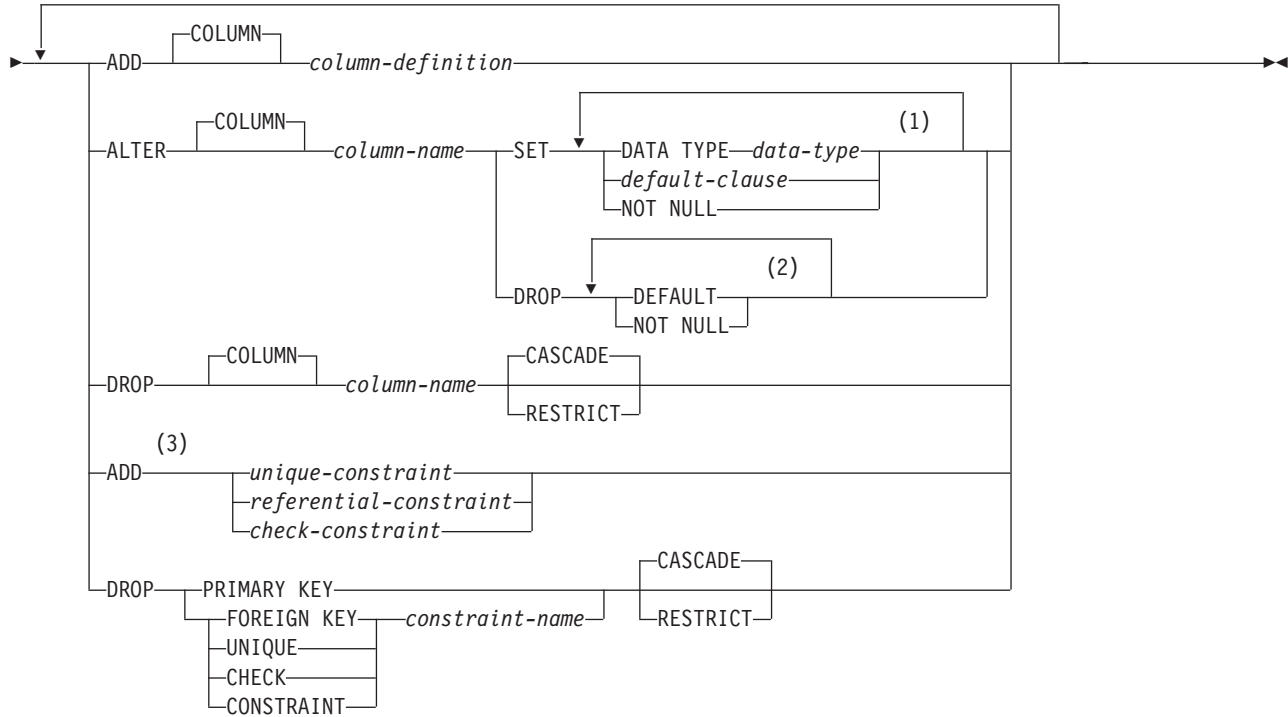 COLUMN
ADD column-definition
COLUMN (1)
ALTER column-name SET DATA TYPE data-type
default-clause
NOT NULL
(2)
DROP DEFAULT
NOT NULL
COLUMN CASCADE
DROP column-name
RESTRICT
(3)
ADD unique-constraint
referential-constraint
check-constraint
CASCADE
DROP PRIMARY KEY
FOREIGN KEY constraint-name RESTRICT
UNIQUE
CHECK
CONSTRAINT